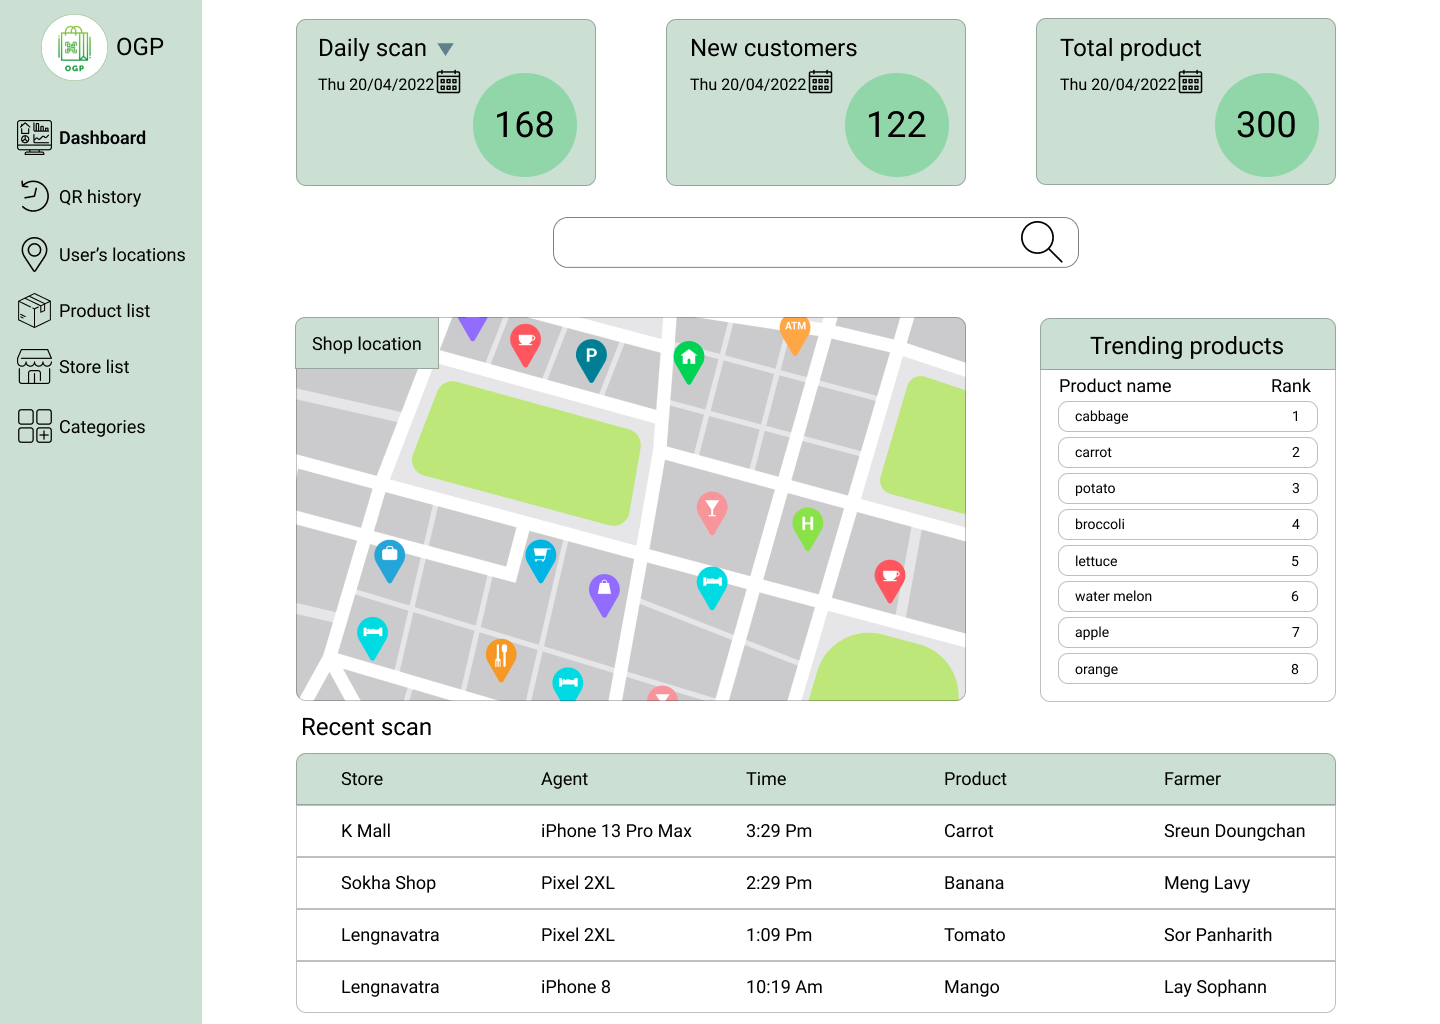 OGP
OGP
Dashboard
QR history
User's locations
Product list
Store list
Categories
Daily scan
Thu 20/04/2022
168
New customers
Thu 20/04/2022
122
Total product
Thu 20/04/2022
300
Shop location
ATM
P
H
Trending products
Product name Rank
cabbage 1
carrot 2
potato 3
broccoli 4
lettuce 5
water melon 6
apple 7
orange 8
Recent scan
Store Agent Time Product Farmer
K Mall iPhone 13 Pro Max 3:29 Pm Carrot Sreun Doungchan
Sokha Shop Pixel 2XL 2:29 Pm Banana Meng Lavy
Lengnavatra Pixel 2XL 1:09 Pm Tomato Sor Panharith
Lengnavatra iPhone 8 10:19 Am Mango Lay Sophann